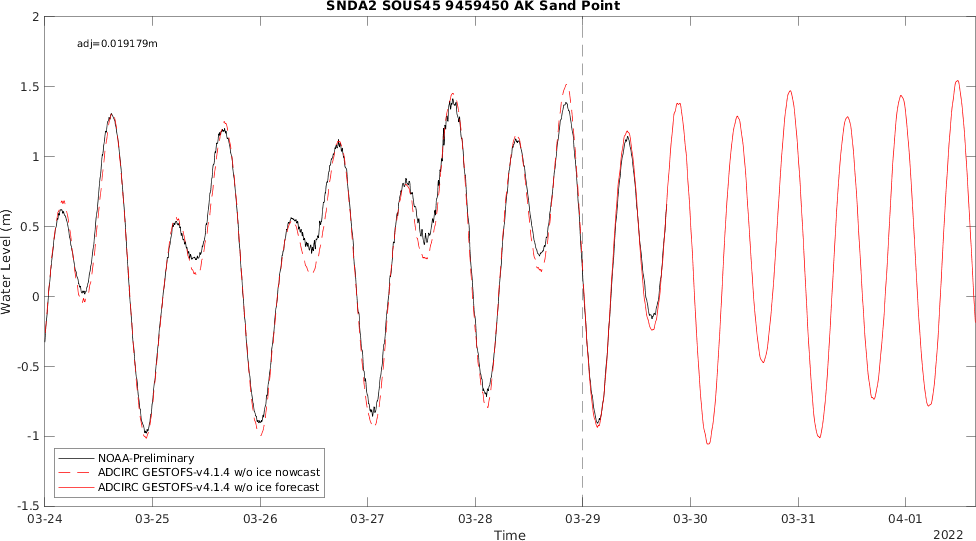 SNDA2 SOUS45 9459450 AK Sand Point
adj=0.019179m
Water Level (m)
2
1.5
1
0.5
0
-0.5
-1
-1.5
NOAA-Preliminary
ADCIRC GESTOFS-v4.1.4 w/o ice nowcast
ADCIRC GESTOFS-v4.1.4 w/o ice forecast
03-24 03-25 03-26 03-27 03-28 03-29 03-30 03-31 04-01
Time
2022